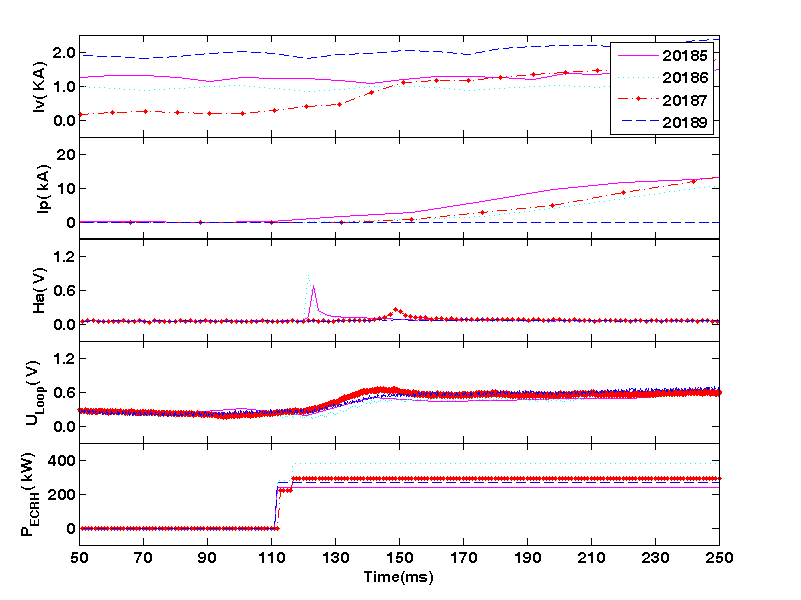 2.0
1.0
0.0
Iv( KA)
20185
20186
20187
20189
20
10
0
Ip( kA)
1.2
0.6
0.0
Ha( V)
1.2
0.6
0.0
U_Loop( V)
400
200
0
P_ECRH( kW)
50 70 90 110 130 150 170 190 210 230 250
Time(ms)